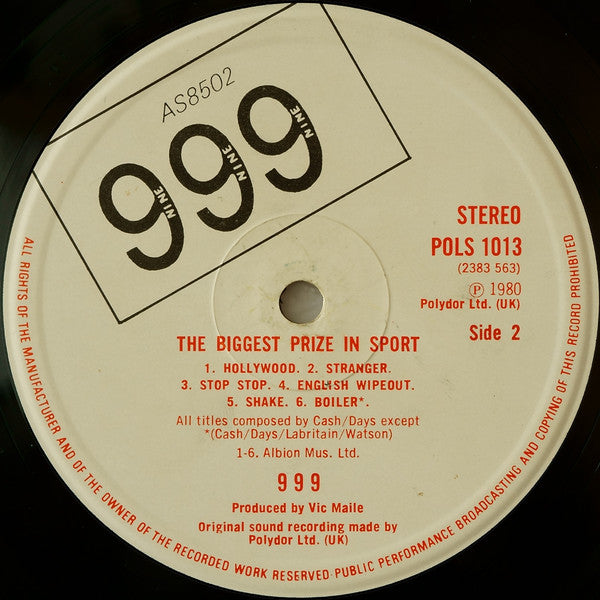 AS8502
999
NINE NINE NINE
STEREO
POLS 1013
(2383 563)
Ⓟ 1980
Polydor Ltd. (UK)
Side 2
THE BIGGEST PRIZE IN SPORT
1. HOLLYWOOD. 2. STRANGER.
3. STOP STOP. 4. ENGLISH WIPEOUT.
5. SHAKE. 6. BOILER*.
All titles composed by Cash/Days except
*(Cash/Days/Labritain/Watson)
1-6. Albion Mus. Ltd.
999
Produced by Vic Maile
Original sound recording made by
Polydor Ltd. (UK)
ALL RIGHTS OF THE MANUFACTURER AND OF THE OWNER OF THE RECORDED WORK RESERVED·PUBLIC PERFORMANCE BROADCASTING AND COPYING OF THIS RECORD PROHIBITED